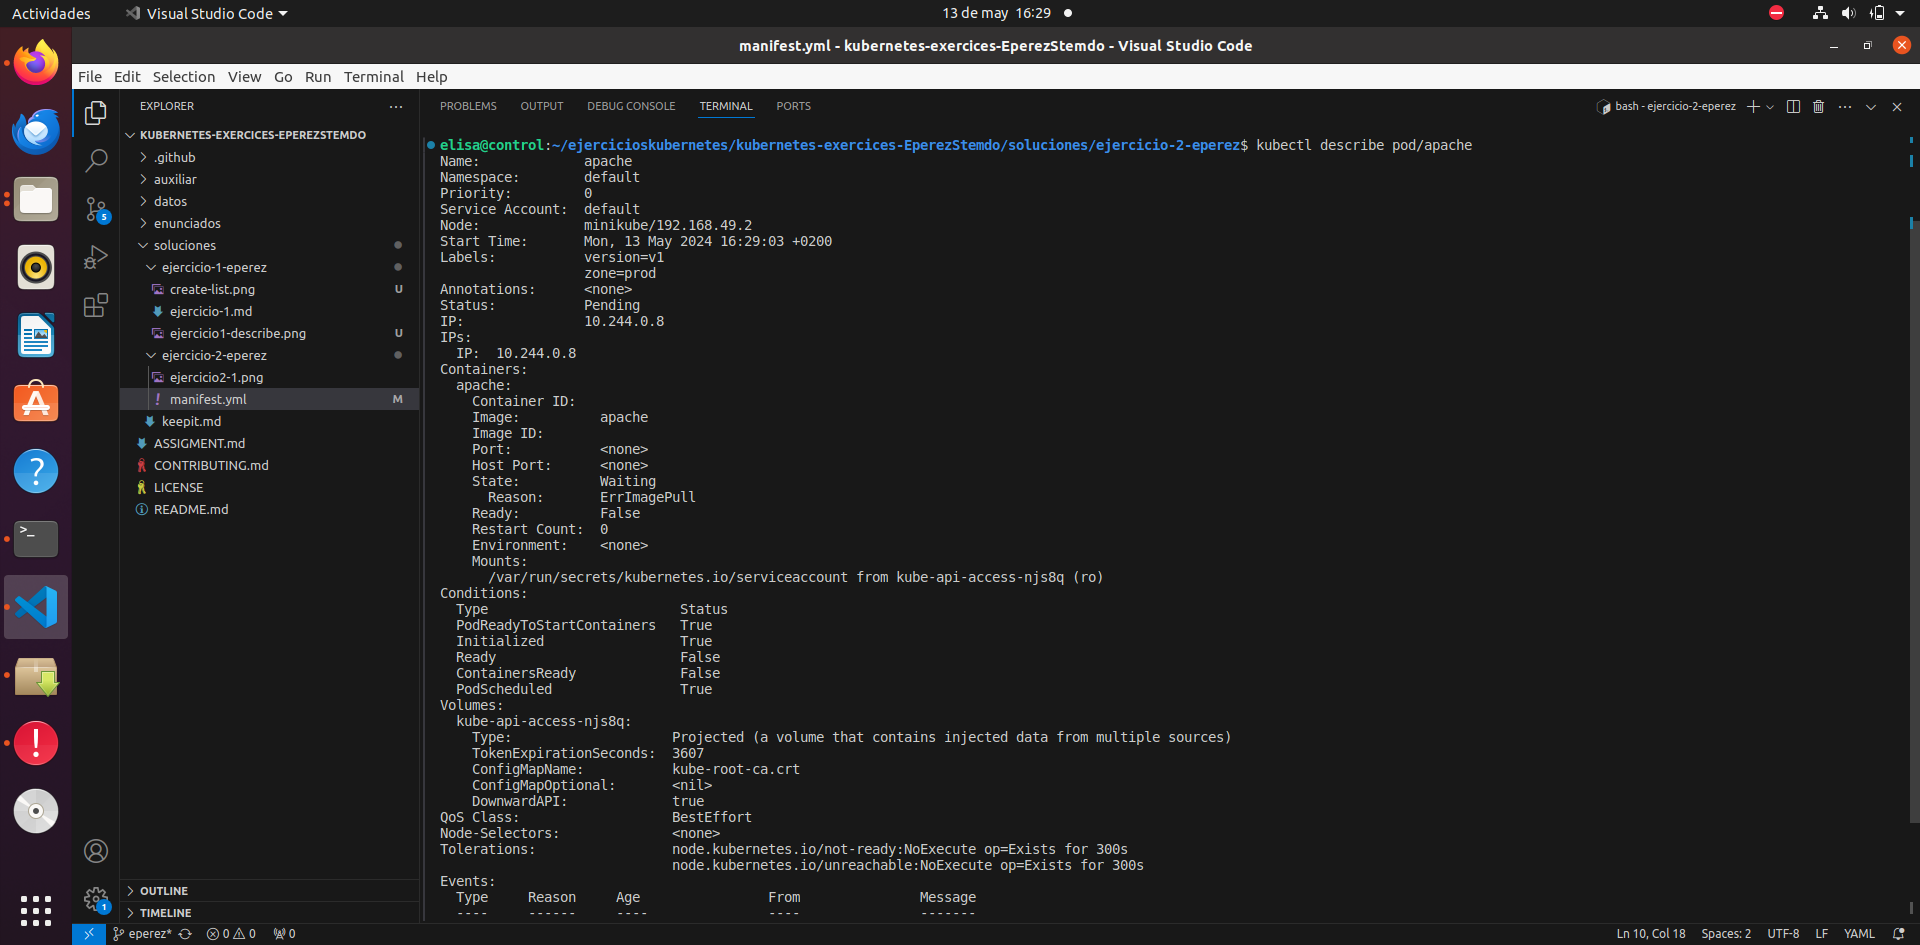 Actividades
Visual Studio Code
13 de may 16:29
manifest.yml - kubernetes-exercices-EperezStemdo - Visual Studio Code
File Edit Selection View Go Run Terminal Help
EXPLORER
KUBERNETES-EXERCICES-EPEREZSTEMDO
.github
auxiliar
datos
enunciados
soluciones
ejercicio-1-eperez
create-list.png U
ejercicio-1.md
ejercicio1-describe.png U
ejercicio-2-eperez
ejercicio2-1.png
! manifest.yml M
keepit.md
ASSIGMENT.md
CONTRIBUTING.md
LICENSE
README.md
OUTLINE
TIMELINE
5
1
PROBLEMS OUTPUT DEBUG CONSOLE TERMINAL PORTS
bash - ejercicio-2-eperez
elisa@control:~/ejercicioskubernetes/kubernetes-exercices-EperezStemdo/soluciones/ejercicio-2-eperez$ kubectl describe pod/apache
Name: apache
Namespace: default
Priority: 0
Service Account: default
Node: minikube/192.168.49.2
Start Time: Mon, 13 May 2024 16:29:03 +0200
Labels: version=v1
zone=prod
Annotations: <none>
Status: Pending
IP: 10.244.0.8
IPs:
IP: 10.244.0.8
Containers:
apache:
Container ID:
Image: apache
Image ID:
Port: <none>
Host Port: <none>
State: Waiting
Reason: ErrImagePull
Ready: False
Restart Count: 0
Environment: <none>
Mounts:
/var/run/secrets/kubernetes.io/serviceaccount from kube-api-access-njs8q (ro)
Conditions:
Type Status
PodReadyToStartContainers True
Initialized True
Ready False
ContainersReady False
PodScheduled True
Volumes:
kube-api-access-njs8q:
Type: Projected (a volume that contains injected data from multiple sources)
TokenExpirationSeconds: 3607
ConfigMapName: kube-root-ca.crt
ConfigMapOptional: <nil>
DownwardAPI: true
QoS Class: BestEffort
Node-Selectors: <none>
Tolerations: node.kubernetes.io/not-ready:NoExecute op=Exists for 300s
node.kubernetes.io/unreachable:NoExecute op=Exists for 300s
Events:
Type Reason Age From Message
---- ------ ---- ---- -------
eperez* 0 0 0
Ln 10, Col 18 Spaces: 2 UTF-8 LF YAML